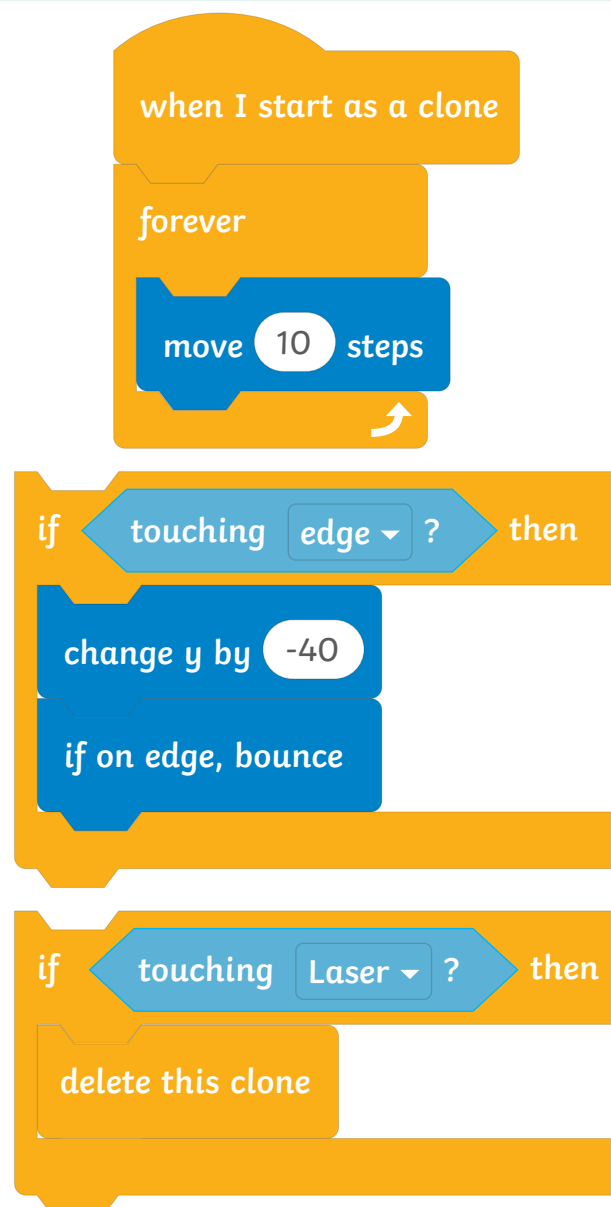 when I start as a clone
forever
move 10 steps
if touching edge ? then
change y by -40
if on edge, bounce
if touching Laser ? then
delete this clone